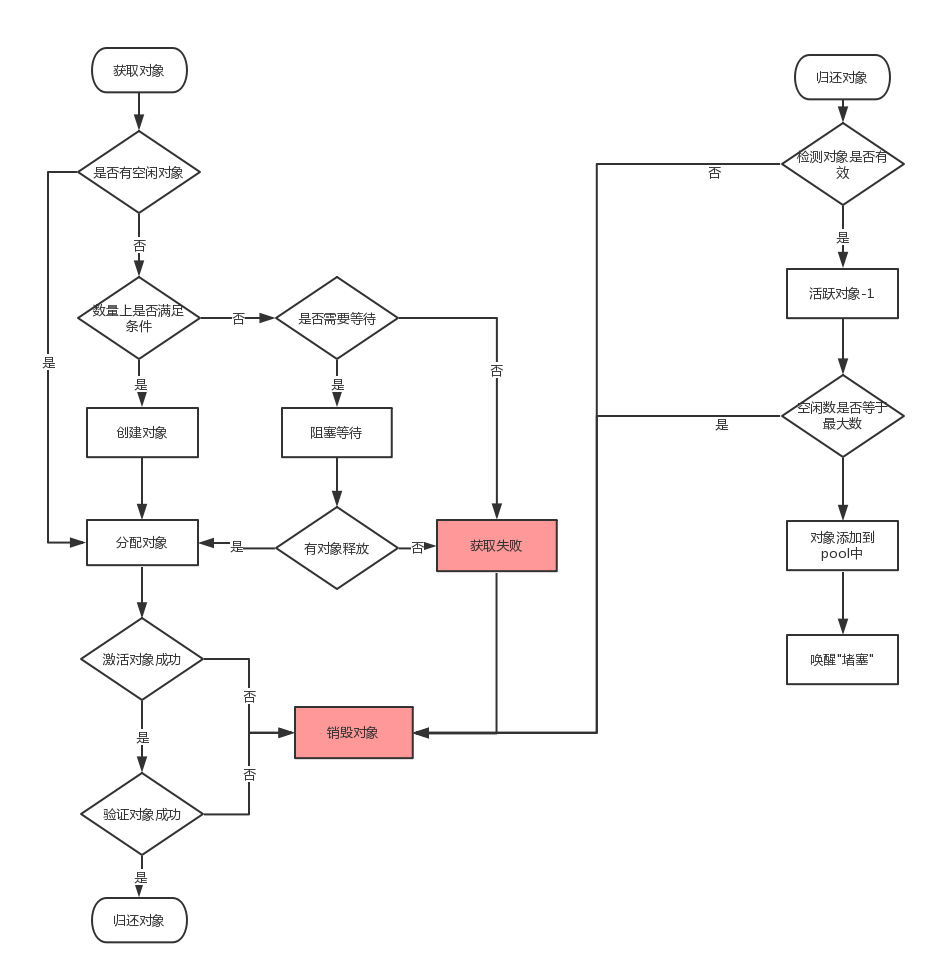 获取对象
是否有空闲对象
否
是
数量上是否满足
条件
否
是否需要等待
否
是
创建对象
是
阻塞等待
分配对象
是
有对象释放
否
获取失败
激活对象成功
否
是
销毁对象
验证对象成功
否
是
归还对象
归还对象
检测对象是否有
效
否
是
活跃对象-1
空闲数是否等于
最大数
是
对象添加到
pool中
唤醒"堵塞"